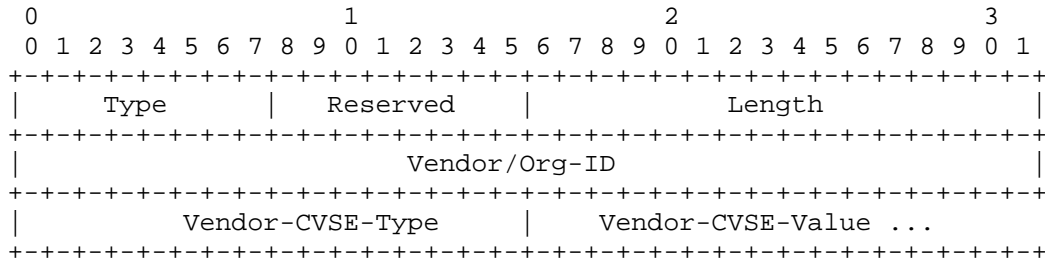 0                   1                   2                   3
 0 1 2 3 4 5 6 7 8 9 0 1 2 3 4 5 6 7 8 9 0 1 2 3 4 5 6 7 8 9 0 1
+-+-+-+-+-+-+-+-+-+-+-+-+-+-+-+-+-+-+-+-+-+-+-+-+-+-+-+-+-+-+-+-+
|     Type      |   Reserved    |            Length             |
+-+-+-+-+-+-+-+-+-+-+-+-+-+-+-+-+-+-+-+-+-+-+-+-+-+-+-+-+-+-+-+-+
|                        Vendor/Org-ID                          |
+-+-+-+-+-+-+-+-+-+-+-+-+-+-+-+-+-+-+-+-+-+-+-+-+-+-+-+-+-+-+-+-+
|          Vendor-CVSE-Type     |    Vendor-CVSE-Value ...
+-+-+-+-+-+-+-+-+-+-+-+-+-+-+-+-+-+-+-+-+-+-+-+-+-+-+-+-+-+-+-+-+